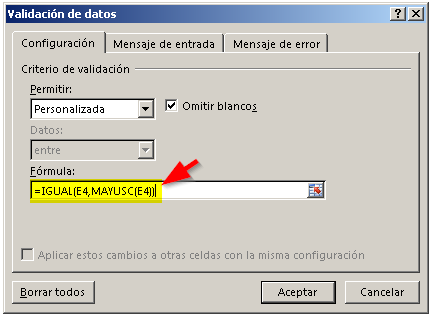 Validación de datos
Configuración Mensaje de entrada Mensaje de error
Criterio de validación
Permitir:
Personalizada Omitir blancos
Datos:
entre
Fórmula:
=IGUAL(E4,MAYUSC(E4))
Aplicar estos cambios a otras celdas con la misma configuración
Borrar todos Aceptar Cancelar